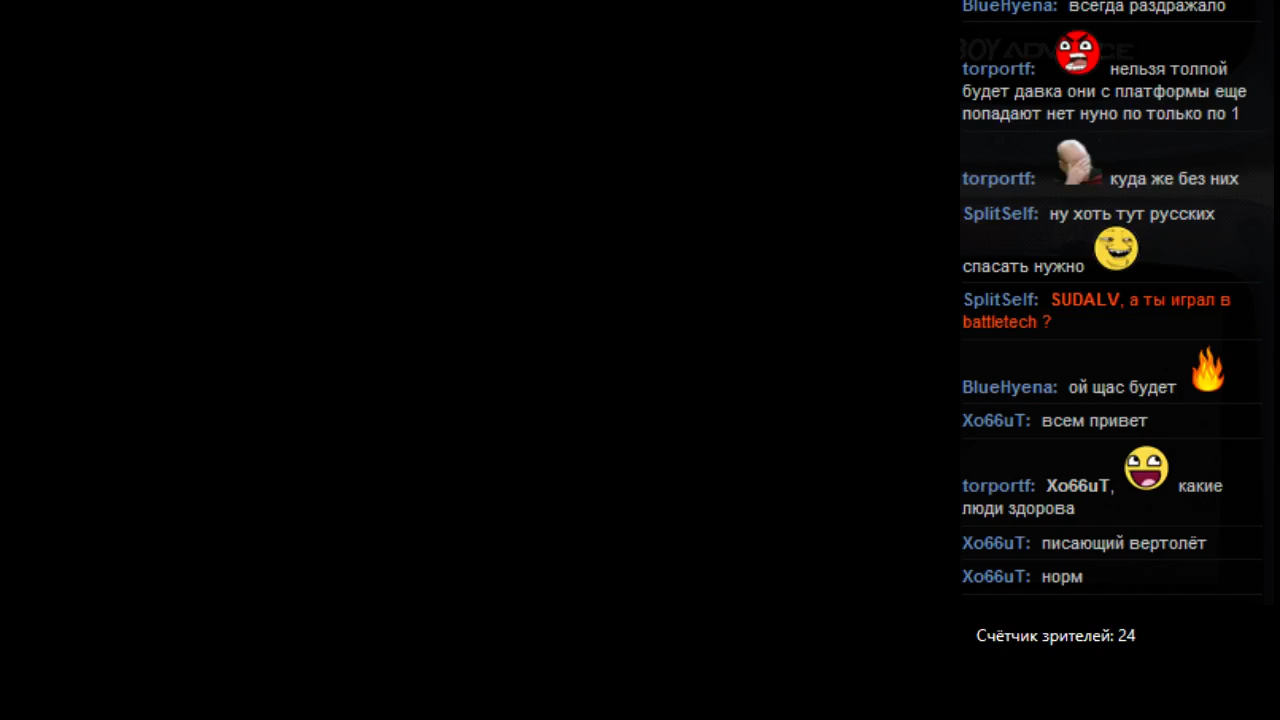 BlueHyena: всегда раздражало
torportf: нельзя толпой
будет давка они с платформы еще
попадают нет нуно по только по 1
torportf: куда же без них
SplitSelf: ну хоть тут русских
спасать нужно
SplitSelf: SUDALV, а ты играл в
battletech ?
BlueHyena: ой щас будет
Xo66uT: всем привет
torportf: Xo66uT, какие
люди здорова
Xo66uT: писающий вертолёт
Xo66uT: норм
Счётчик зрителей: 24